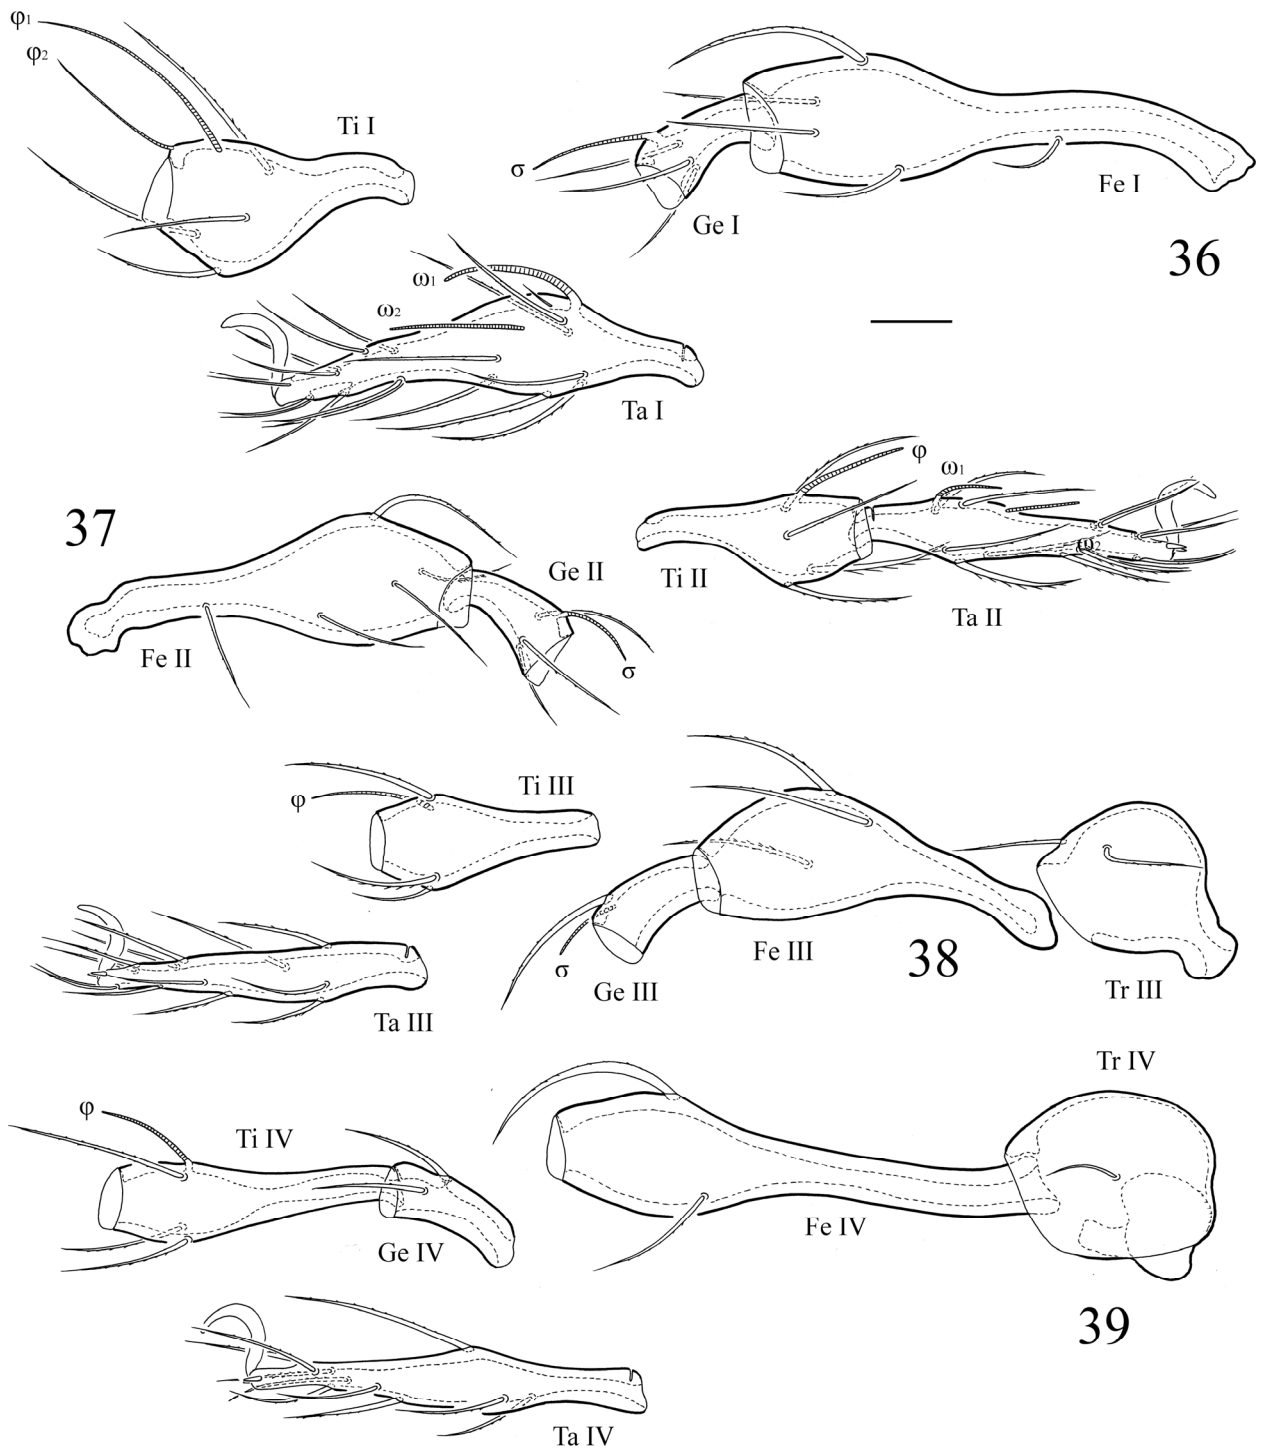 φ1
φ2
Ti I
σ
Ge I
Fe I
36
ω1
ω2
Ta I
37
φ
ω1
ω2
Ti II
Ta II
Ge II
Fe II
σ
Ti III
φ
Ta III
σ
Ge III
Fe III
38
Tr III
Tr IV
φ
Ti IV
Ge IV
Fe IV
39
Ta IV